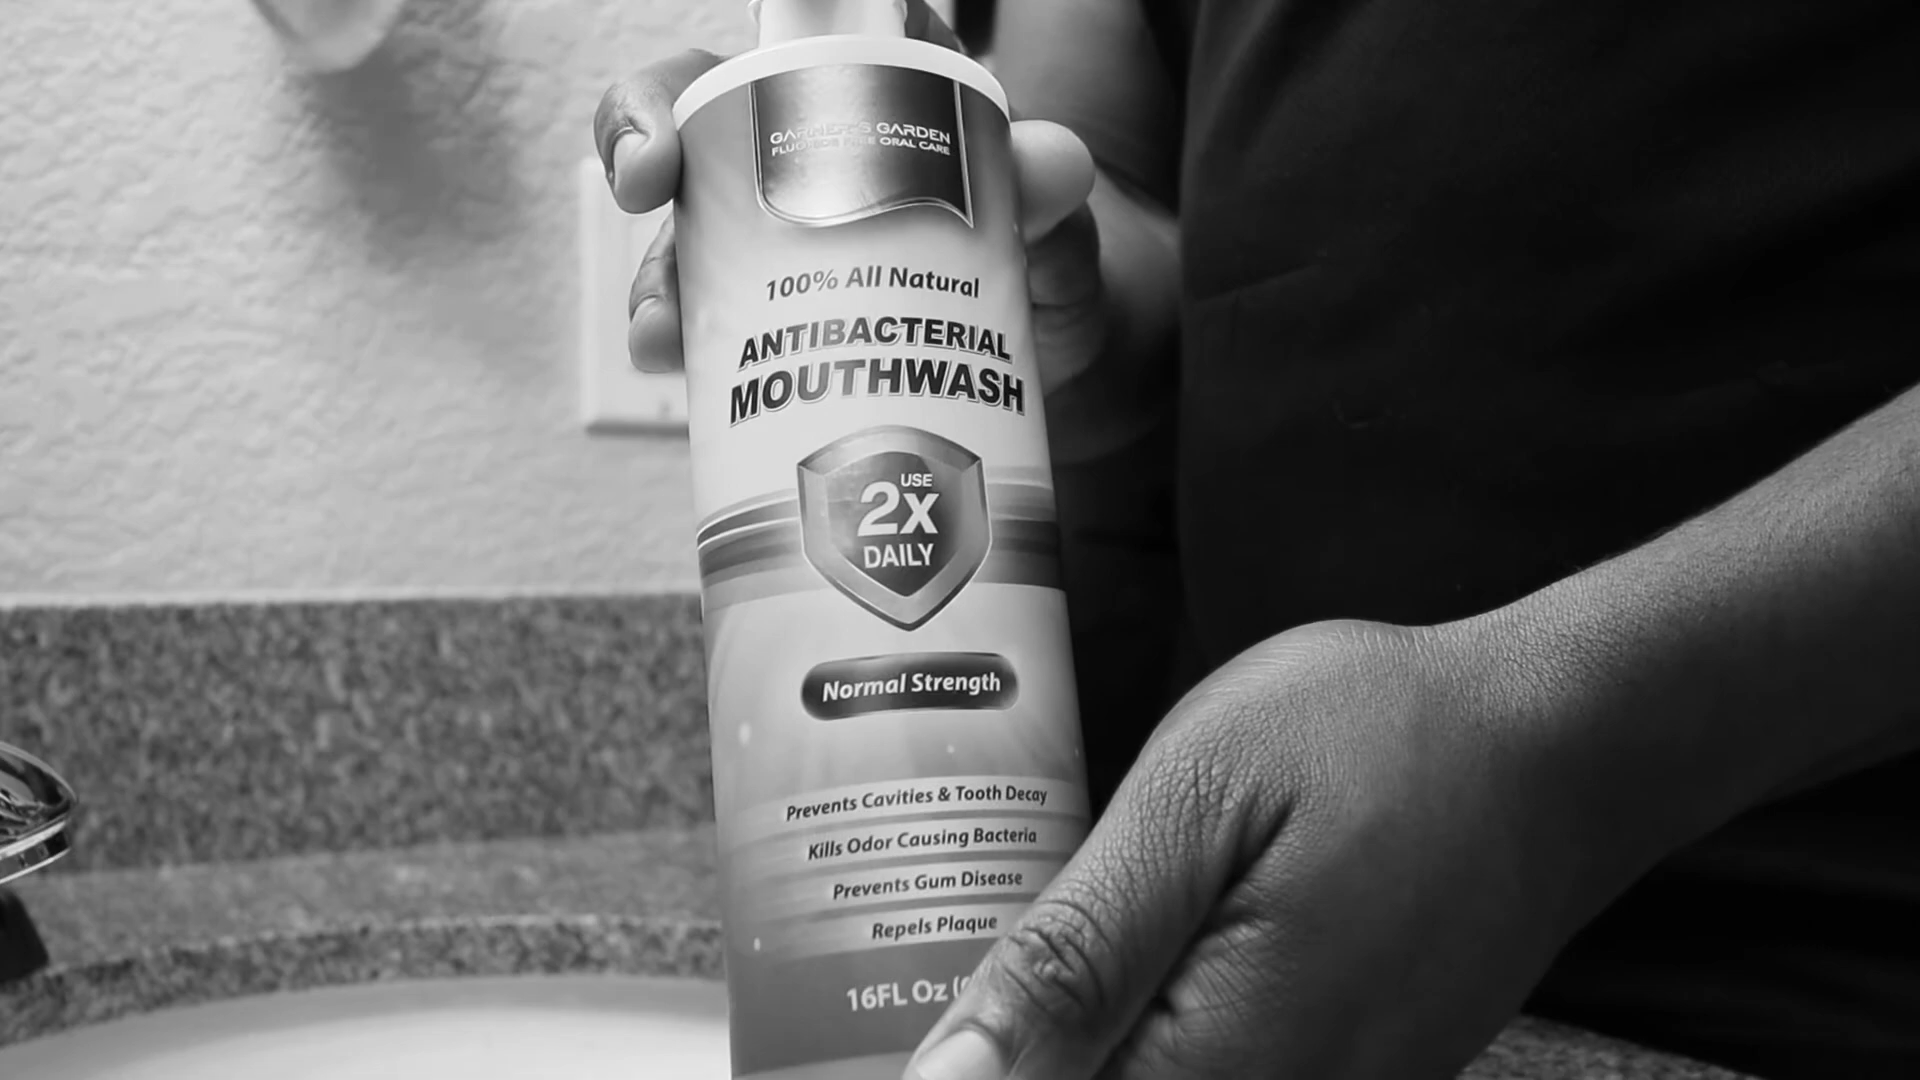 GARNER'S GARDEN
FLUORIDE FREE ORAL CARE
100% All Natural
ANTIBACTERIAL
MOUTHWASH
USE
2X
DAILY
Normal Strength
Prevents Cavities & Tooth Decay
Kills Odor Causing Bacteria
Prevents Gum Disease
Repels Plaque
16FL Oz (